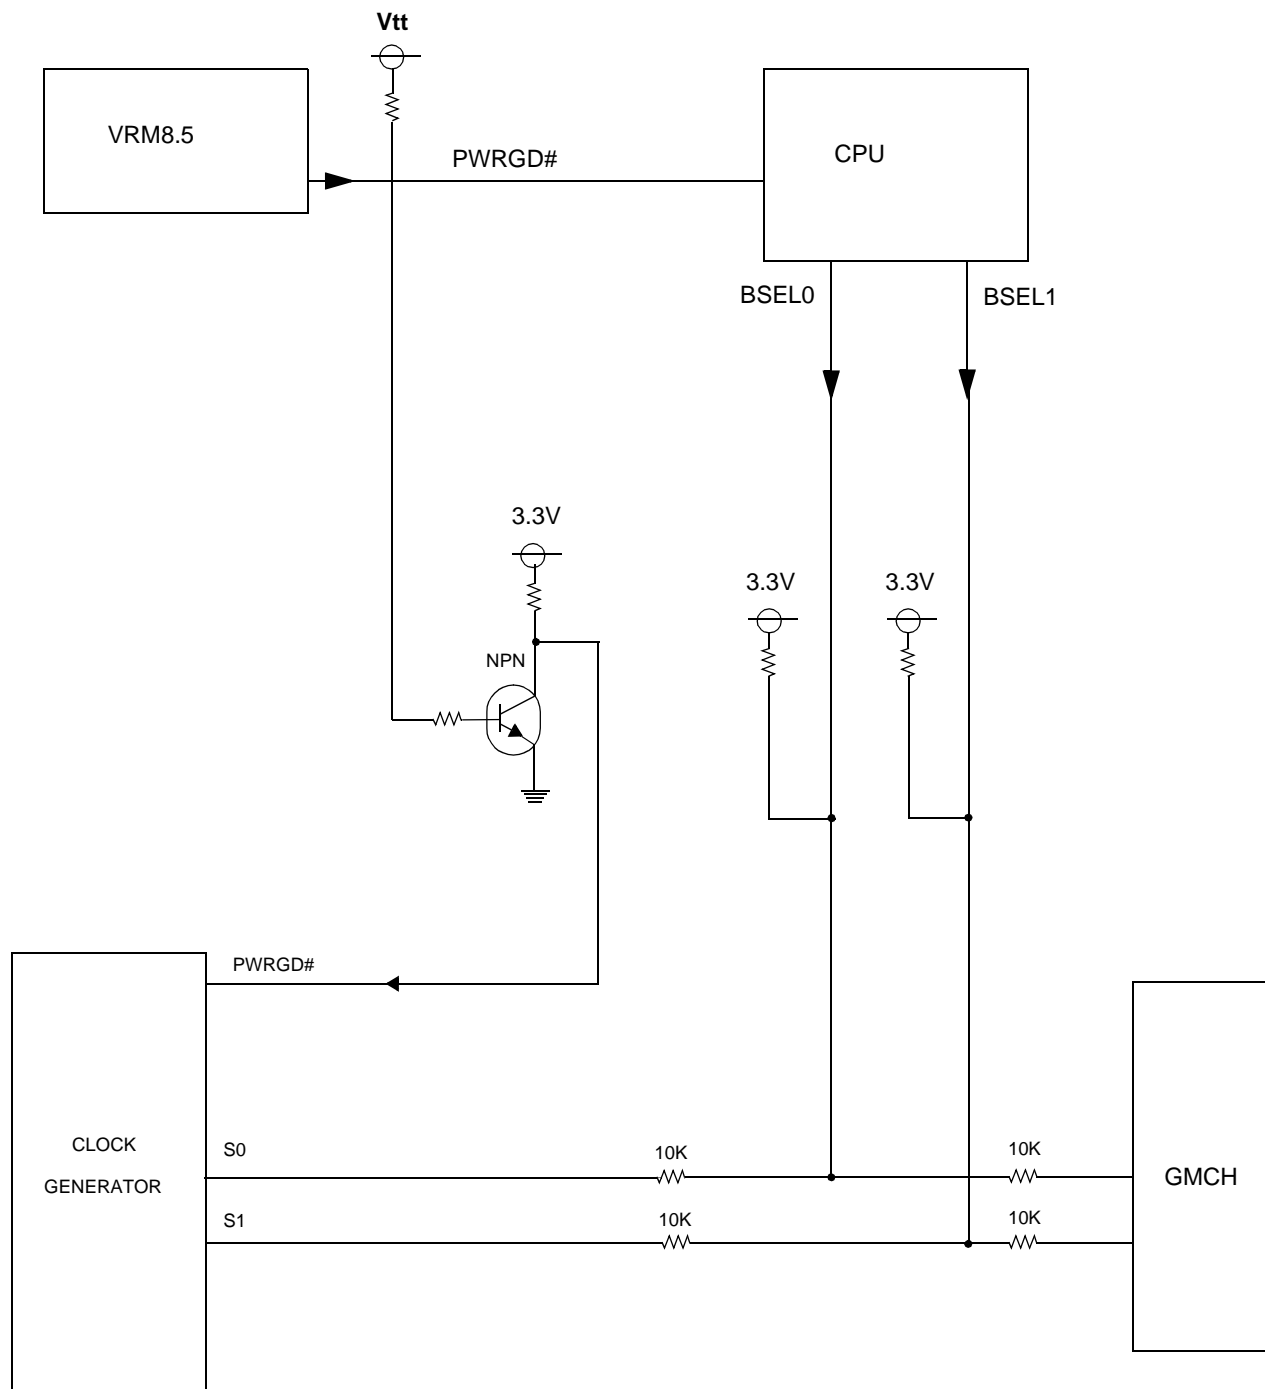 Vtt
VRM8.5
PWRGD#
CPU
BSEL0
BSEL1
3.3V
3.3V
3.3V
NPN
PWRGD#
CLOCK
GENERATOR
S0
10K
10K
GMCH
S1
10K
10K